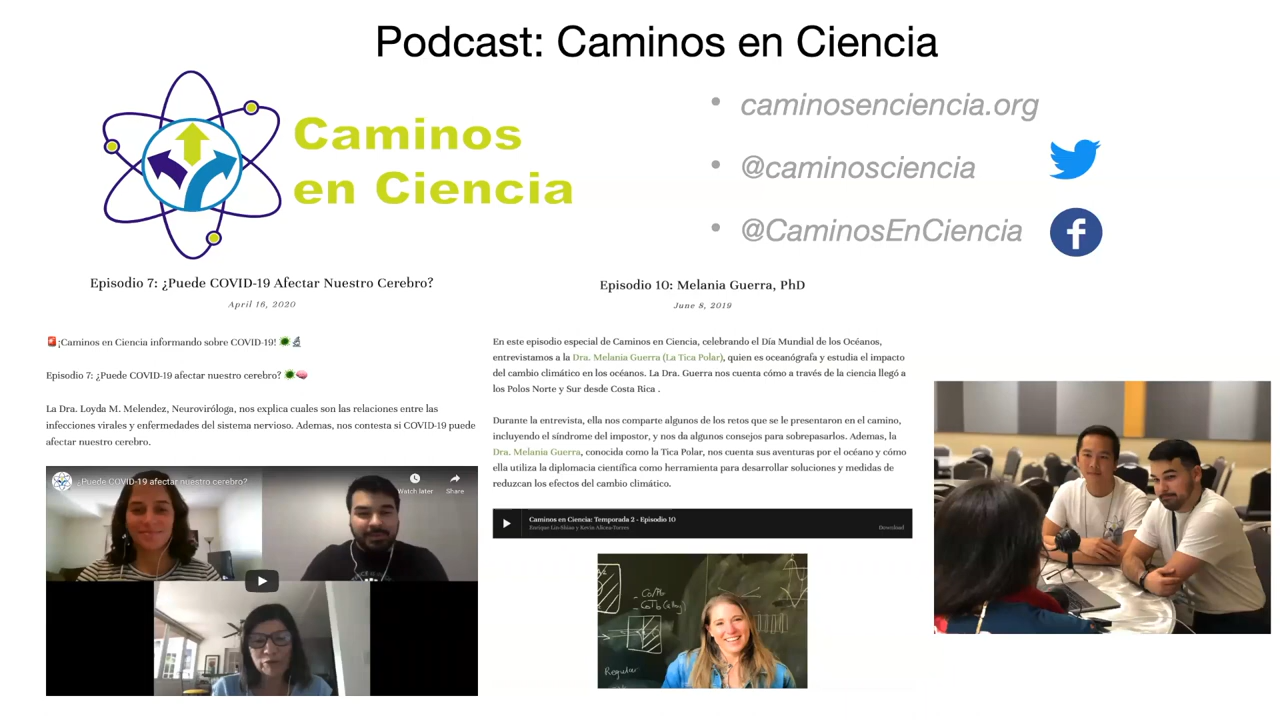 Podcast: Caminos en Ciencia
Caminos
en Ciencia
• caminosenciencia.org
• @caminosciencia
• @CaminosEnCiencia
Episodio 7: ¿Puede COVID-19 Afectar Nuestro Cerebro?
April 16, 2020
🚨¡Caminos en Ciencia informando sobre COVID-19! 🦠🔬
Episodio 7: ¿Puede COVID-19 afectar nuestro cerebro? 🦠🧠
La Dra. Loyda M. Melendez, Neuroviróloga, nos explica cuales son las relaciones entre las
infecciones virales y enfermedades del sistema nervioso. Ademas, nos contesta si COVID-19 puede
afectar nuestro cerebro.
¿Puede COVID-19 afectar nuestro cerebro?
Watch later
Share
Episodio 10: Melania Guerra, PhD
June 8, 2019
En este episodio especial de Caminos en Ciencia, celebrando el Día Mundial de los Océanos,
entrevistamos a la Dra. Melania Guerra (La Tica Polar), quien es oceanógrafa y estudia el impacto
del cambio climático en los océanos. La Dra. Guerra nos cuenta cómo a través de la ciencia llegó a
los Polos Norte y Sur desde Costa Rica .
Durante la entrevista, ella nos comparte algunos de los retos que se le presentaron en el camino,
incluyendo el síndrome del impostor, y nos da algunos consejos para sobrepasarlos. Ademas, la
Dra. Melania Guerra, conocida como la Tica Polar, nos cuenta sus aventuras por el océano y cómo
ella utiliza la diplomacia científica como herramienta para desarrollar soluciones y medidas de
reduzcan los efectos del cambio climático.
Caminos en Ciencia: Temporada 2 - Episodio 10
Enrique Lin-Shiao y Kevin Alicea-Torres
Download
Regular